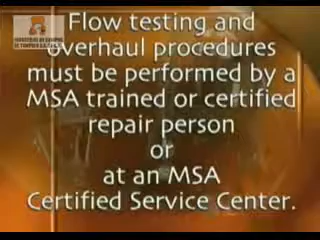 Flow testing and
overhaul procedures
must be performed by a
MSA trained or certified
repair person
or
at an MSA
Certified Service Center.